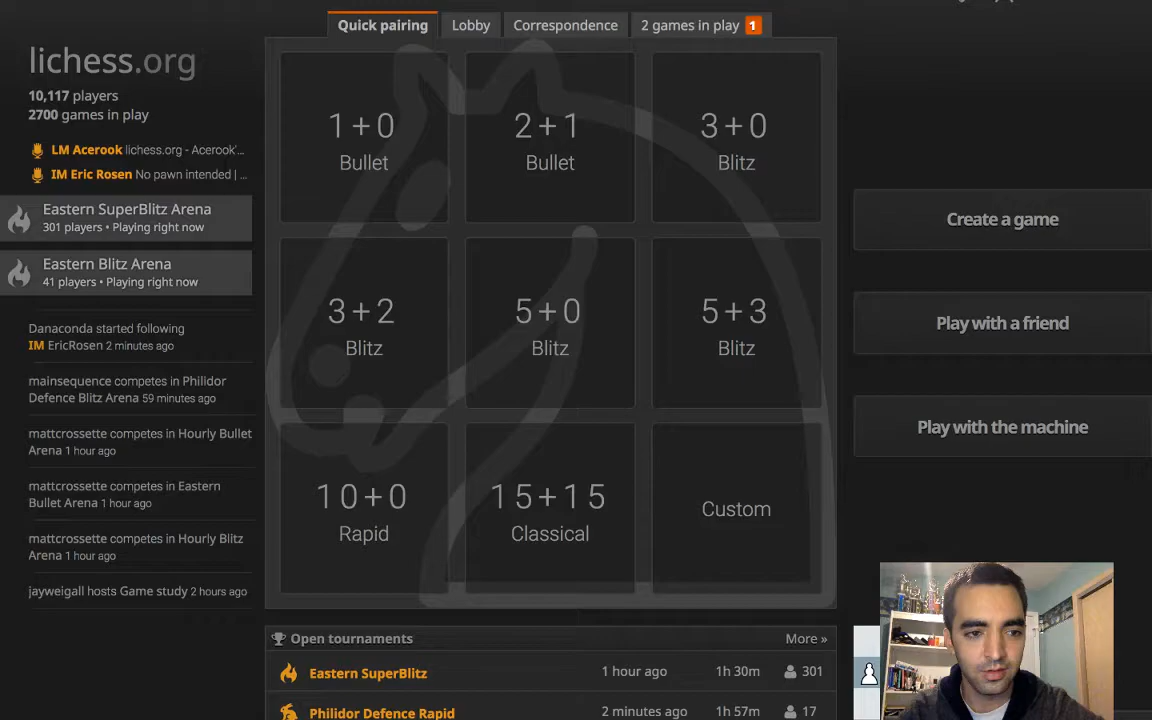 Quick pairing
Lobby
Correspondence
2 games in play 1
lichess.org
10,117 players
2700 games in play
LM Acerook lichess.org - Acerook'...
IM Eric Rosen No pawn intended | ...
Eastern SuperBlitz Arena
301 players • Playing right now
Eastern Blitz Arena
41 players • Playing right now
Danaconda started following
IM EricRosen 2 minutes ago
mainsequence competes in Philidor
Defence Blitz Arena 59 minutes ago
mattcrossette competes in Hourly Bullet
Arena 1 hour ago
mattcrossette competes in Eastern
Bullet Arena 1 hour ago
mattcrossette competes in Hourly Blitz
Arena 1 hour ago
jayweigall hosts Game study 2 hours ago
1+0
Bullet
2+1
Bullet
3+0
Blitz
3+2
Blitz
5+0
Blitz
5+3
Blitz
10+0
Rapid
15+15
Classical
Custom
Create a game
Play with a friend
Play with the machine
Open tournaments
More »
Eastern SuperBlitz 1 hour ago 1h 30m 301
Philidor Defence Rapid 2 minutes ago 1h 57m 17